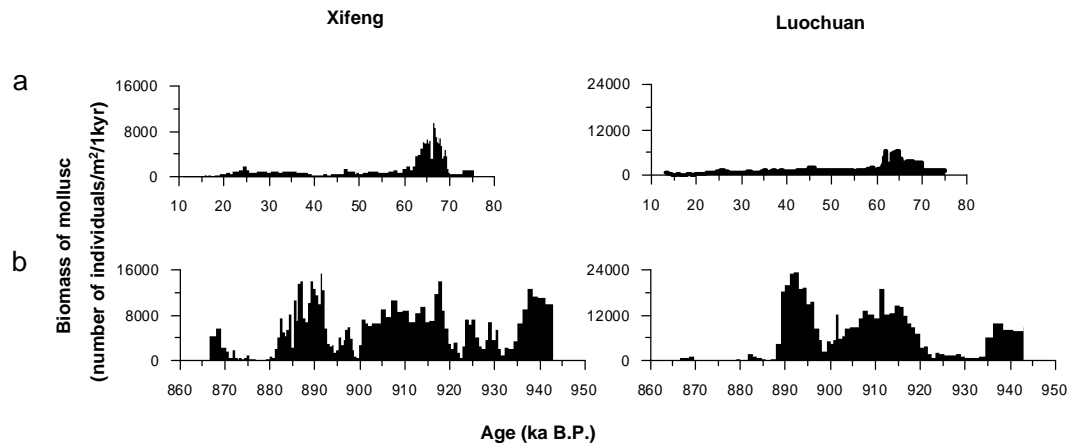 Xifeng
Luochuan
a
Biomass of mollusc
(number of individuals/m²/1kyr)
16000
8000
0
10 20 30 40 50 60 70 80
24000
12000
0
10 20 30 40 50 60 70 80
b
16000
8000
0
860 870 880 890 900 910 920 930 940 950
24000
12000
0
860 870 880 890 900 910 920 930 940 950
Age (ka B.P.)